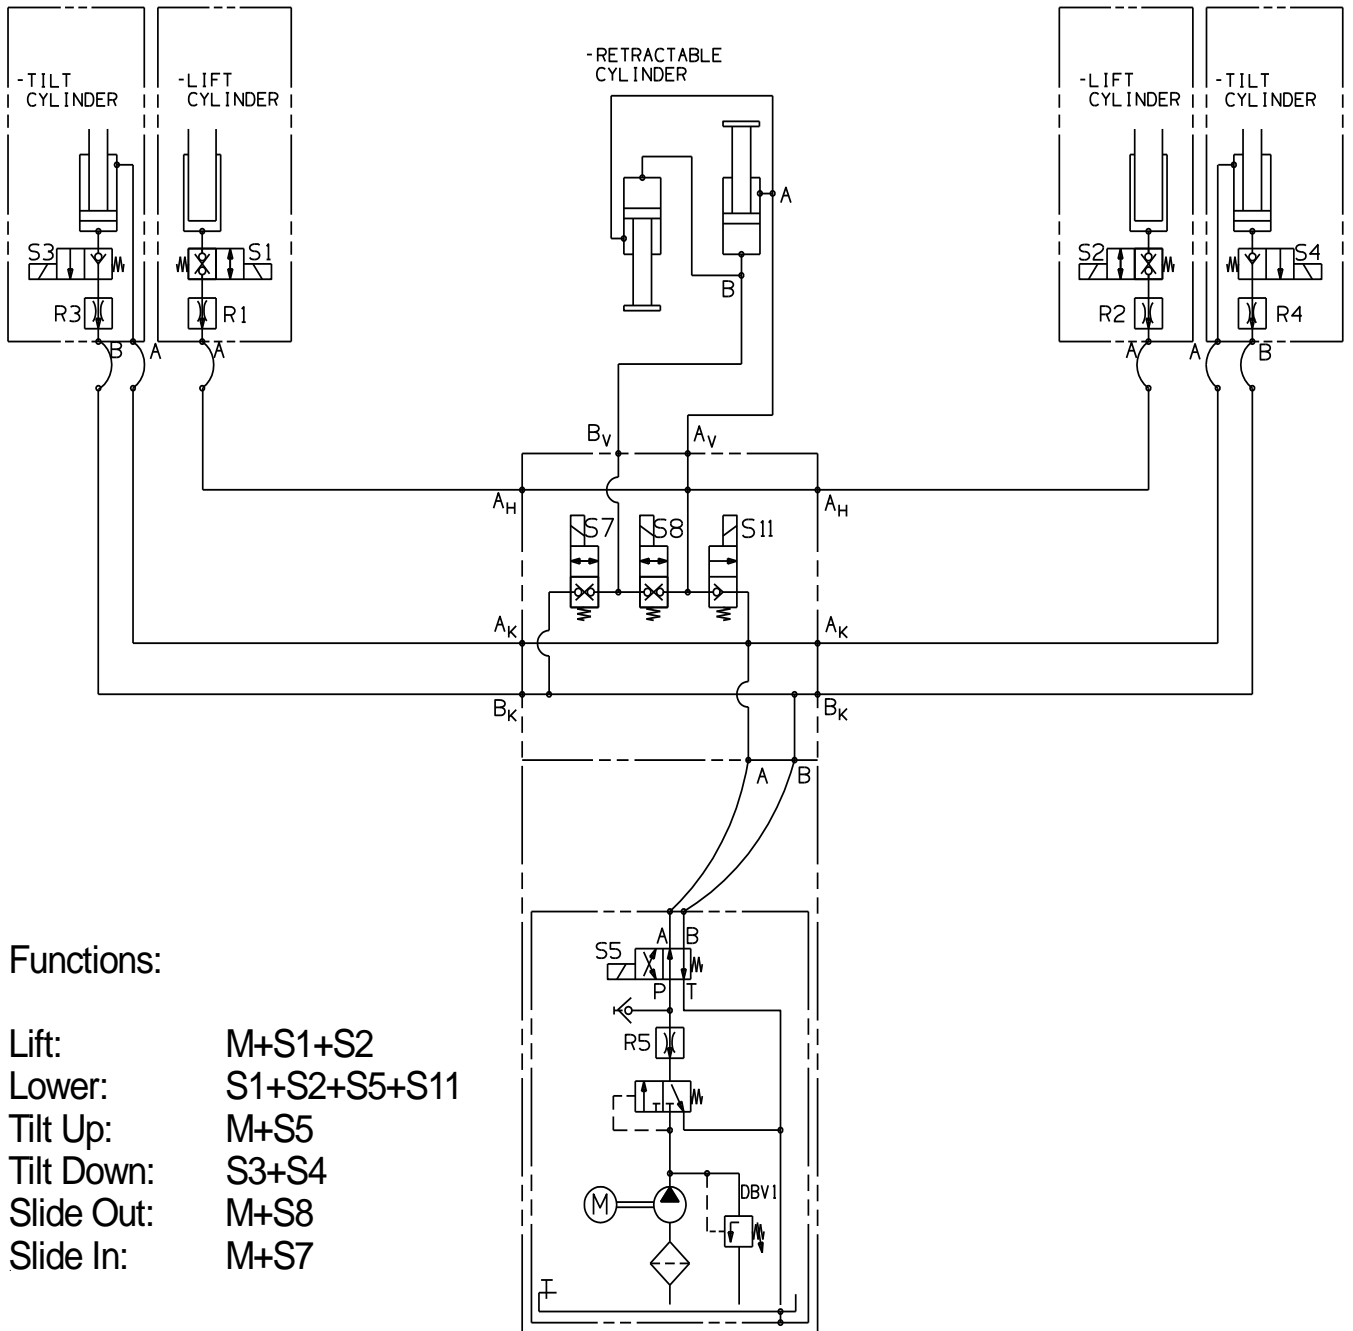 -TILT
CYLINDER
-LIFT
CYLINDER
-RETRACTABLE
CYLINDER
-LIFT
CYLINDER
-TILT
CYLINDER
A
S3
S1
S2
S4
B
R3
R1
R2
R4
B
A
A
A
A
B
BV
AV
AH
AH
S7
S8
S11
AK
AK
BK
BK
A
B
A
B
S5
P
T
R5
M
DBV1
T
Functions:
Lift: M+S1+S2
Lower: S1+S2+S5+S11
Tilt Up: M+S5
Tilt Down: S3+S4
Slide Out: M+S8
Slide In: M+S7